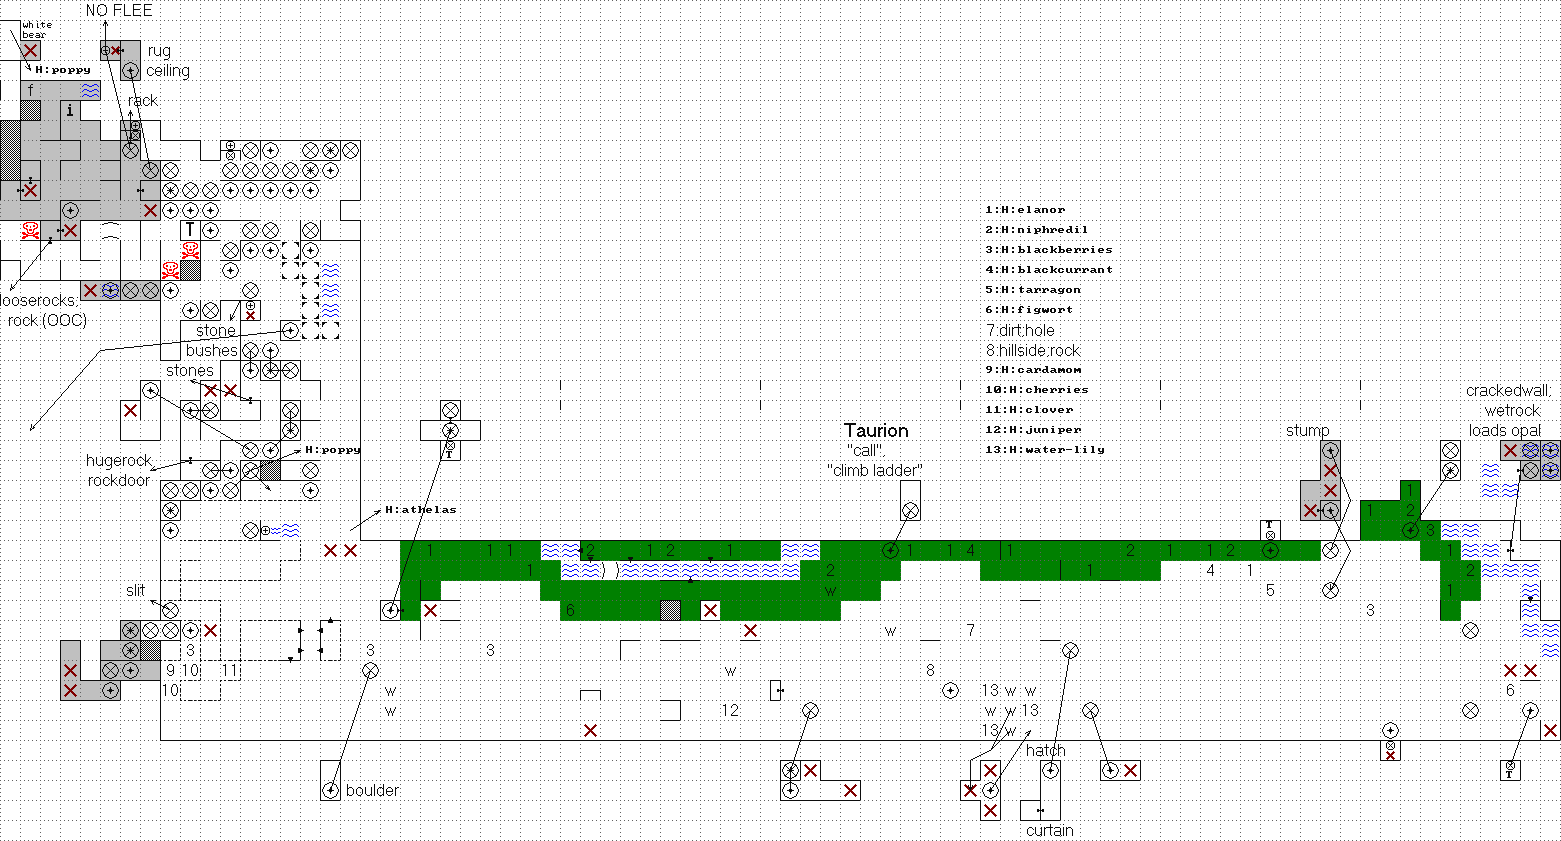 NO FLEE
white
bear
rug
H:poppy
ceiling
f
rack
i
T
1:H:elanor
2:H:niphredil
3:H:blackberries
4:H:blackcurrant
5:H:tarragon
6:H:figwort
7:dirt;hole
8:hillside;rock
9:H:cardamom
10:H:cherries
11:H:clover
12:H:juniper
13:H:water-lily
looserocks;
rock (OOC)
stone
bushes
stones
crackedwall;
wetrock
loads opal
Taurion
"call",
"climb ladder"
stump
H:poppy
T
hugerock
rockdoor
H:athelas
1
1 2
T
3
1 1 1 2 1 2 1 1 4 1 2 1 1 2 1
1 ) ) 2 1 4 1 2
slit
w 5 1
6 3
w 7
3 3 3
9 10 11 w 8
10 w 13 w w 6
w 12 w w 13
13 w
hatch
T
boulder
curtain